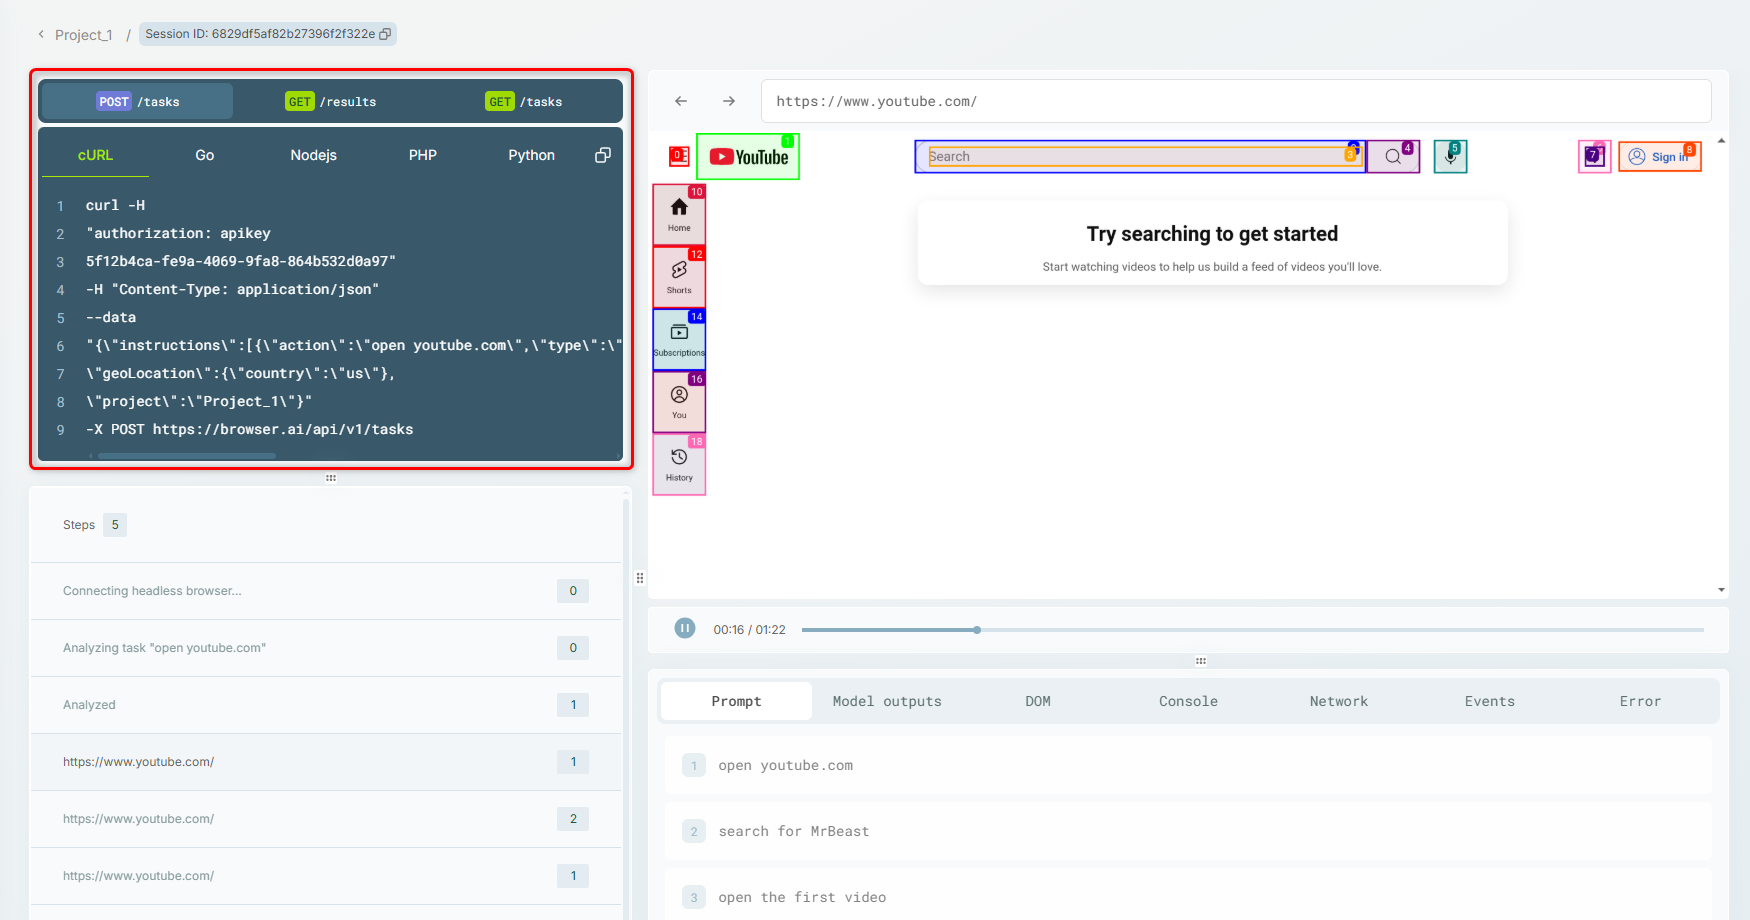 Project_1 / Session ID: 6829df5af82b27396f2f322e
POST /tasks
GET /results
GET /tasks
cURL
Go
Nodejs
PHP
Python
1 curl -H
2 "authorization: apikey
3 5f12b4ca-fe9a-4069-9fa8-864b532d0a97"
4 -H "Content-Type: application/json"
5 --data
6 "{\"instructions\":[{\"action\":\"open youtube.com\",\"type\":\"
7 \"geoLocation\":{\"country\":\"us\"},
8 \"project\":\"Project_1\"}"
9 -X POST https://browser.ai/api/v1/tasks
Steps 5
Connecting headless browser... 0
Analyzing task "open youtube.com" 0
Analyzed 1
https://www.youtube.com/ 1
https://www.youtube.com/ 2
https://www.youtube.com/ 1
https://www.youtube.com/
0
YouTube 1
Search 3
4
5
7
Sign in 8
10
Home
12
Shorts
14
Subscriptions
16
You
18
History
Try searching to get started
Start watching videos to help us build a feed of videos you'll love.
00:16 / 01:22
Prompt
Model outputs
DOM
Console
Network
Events
Error
1 open youtube.com
2 search for MrBeast
3 open the first video